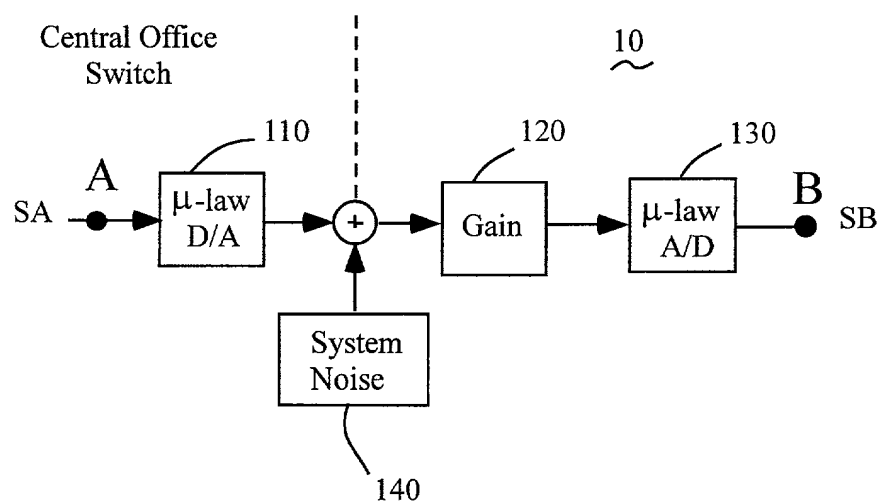 Central Office
Switch
10
110
120
130
A
B
SA
μ-law
D/A
+
Gain
μ-law
A/D
SB
System
Noise
140